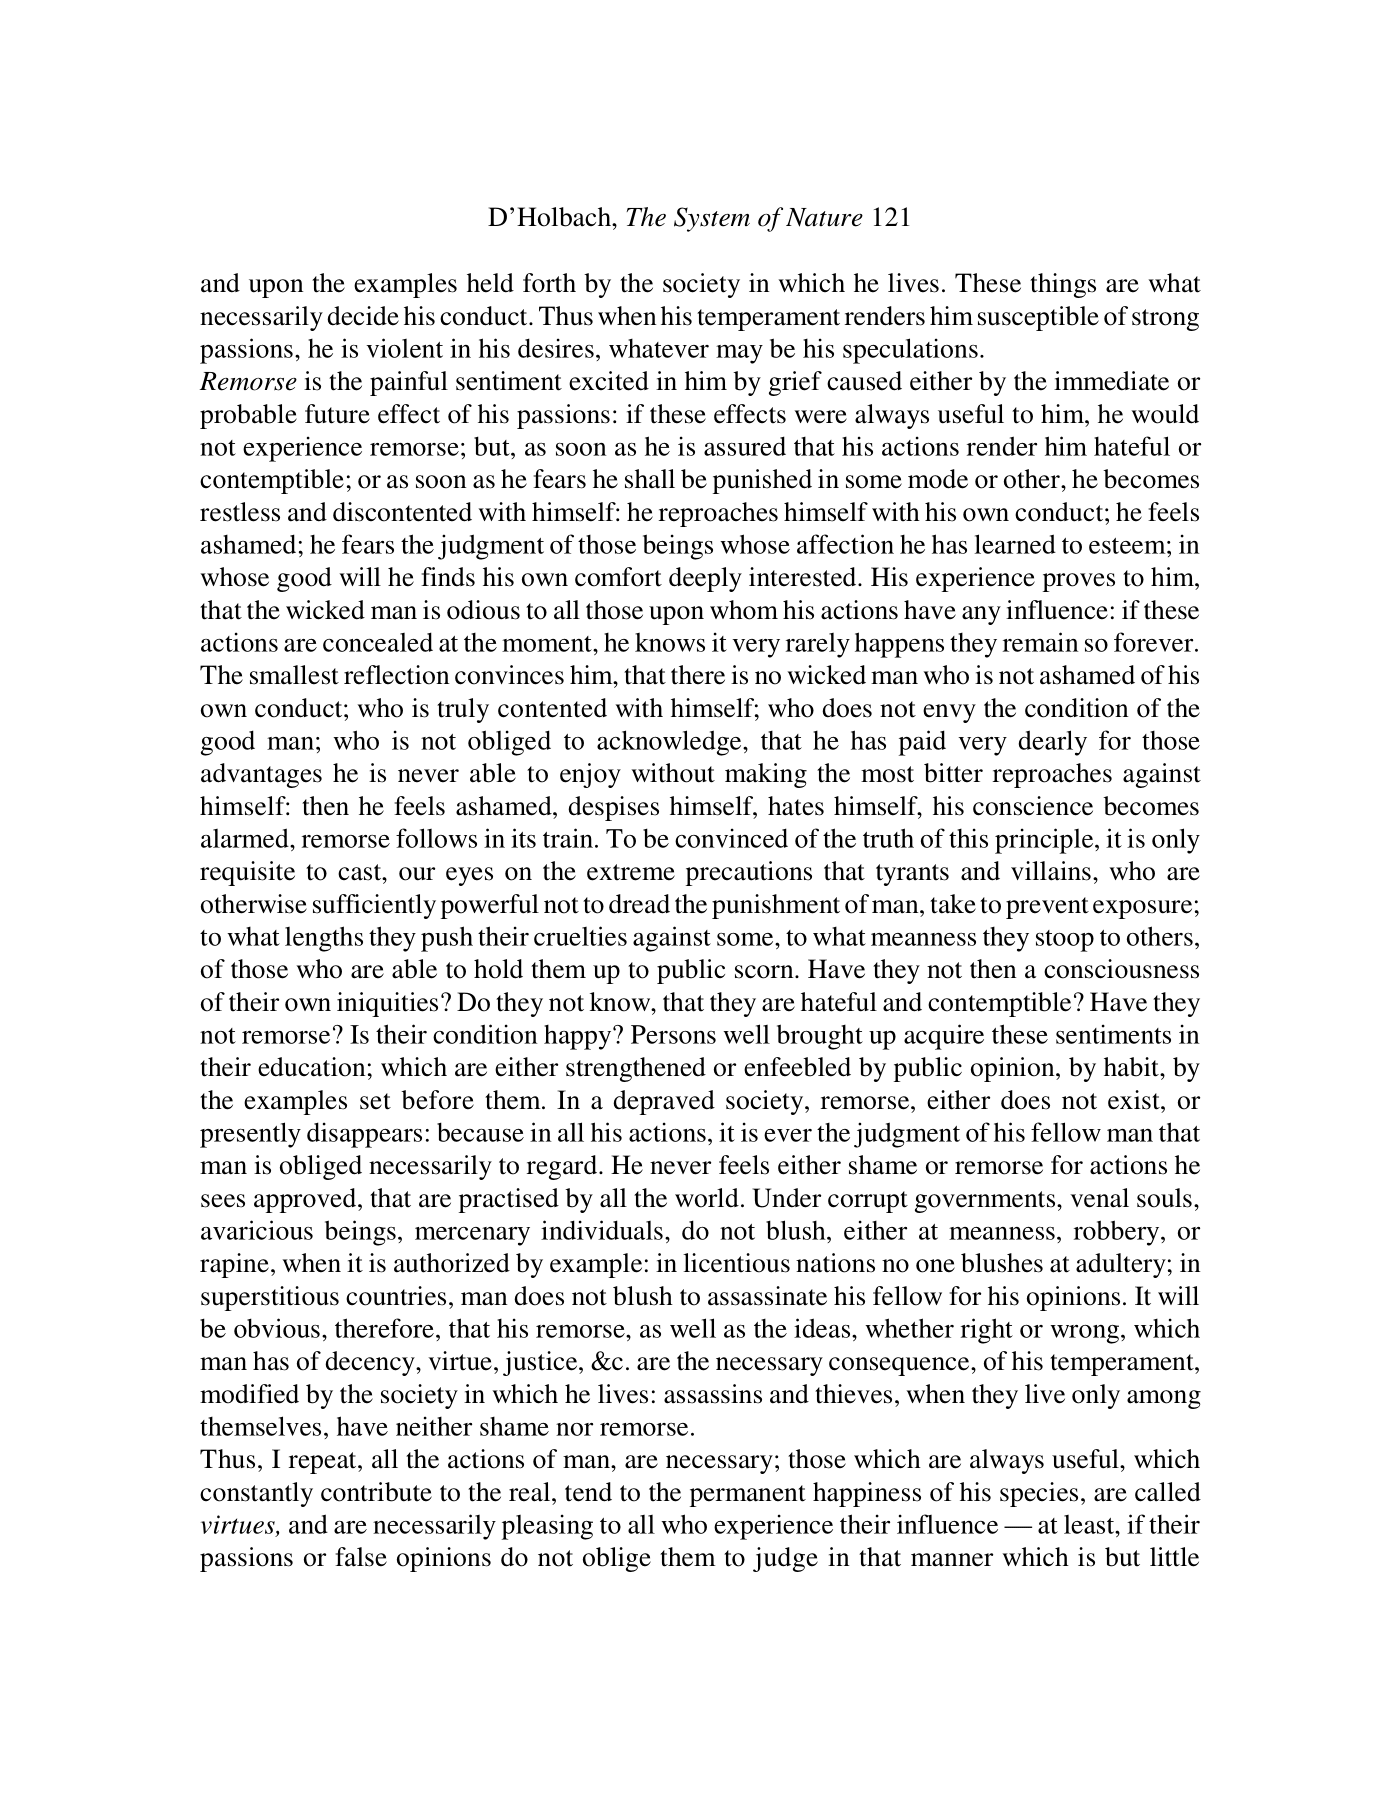 D’Holbach, The System of Nature 121
and upon the examples held forth by the society in which he lives. These things are what
necessarily decide his conduct. Thus when his temperament renders him susceptible of strong
passions, he is violent in his desires, whatever may be his speculations.
Remorse is the painful sentiment excited in him by grief caused either by the immediate or
probable future effect of his passions: if these effects were always useful to him, he would
not experience remorse; but, as soon as he is assured that his actions render him hateful or
contemptible; or as soon as he fears he shall be punished in some mode or other, he becomes
restless and discontented with himself: he reproaches himself with his own conduct; he feels
ashamed; he fears the judgment of those beings whose affection he has learned to esteem; in
whose good will he finds his own comfort deeply interested. His experience proves to him,
that the wicked man is odious to all those upon whom his actions have any influence: if these
actions are concealed at the moment, he knows it very rarely happens they remain so forever.
The smallest reflection convinces him, that there is no wicked man who is not ashamed of his
own conduct; who is truly contented with himself; who does not envy the condition of the
good man; who is not obliged to acknowledge, that he has paid very dearly for those
advantages he is never able to enjoy without making the most bitter reproaches against
himself: then he feels ashamed, despises himself, hates himself, his conscience becomes
alarmed, remorse follows in its train. To be convinced of the truth of this principle, it is only
requisite to cast, our eyes on the extreme precautions that tyrants and villains, who are
otherwise sufficiently powerful not to dread the punishment of man, take to prevent exposure;
to what lengths they push their cruelties against some, to what meanness they stoop to others,
of those who are able to hold them up to public scorn. Have they not then a consciousness
of their own iniquities? Do they not know, that they are hateful and contemptible? Have they
not remorse? Is their condition happy? Persons well brought up acquire these sentiments in
their education; which are either strengthened or enfeebled by public opinion, by habit, by
the examples set before them. In a depraved society, remorse, either does not exist, or
presently disappears: because in all his actions, it is ever the judgment of his fellow man that
man is obliged necessarily to regard. He never feels either shame or remorse for actions he
sees approved, that are practised by all the world. Under corrupt governments, venal souls,
avaricious beings, mercenary individuals, do not blush, either at meanness, robbery, or
rapine, when it is authorized by example: in licentious nations no one blushes at adultery; in
superstitious countries, man does not blush to assassinate his fellow for his opinions. It will
be obvious, therefore, that his remorse, as well as the ideas, whether right or wrong, which
man has of decency, virtue, justice, &c. are the necessary consequence, of his temperament,
modified by the society in which he lives: assassins and thieves, when they live only among
themselves, have neither shame nor remorse.
Thus, I repeat, all the actions of man, are necessary; those which are always useful, which
constantly contribute to the real, tend to the permanent happiness of his species, are called
virtues, and are necessarily pleasing to all who experience their influence — at least, if their
passions or false opinions do not oblige them to judge in that manner which is but little